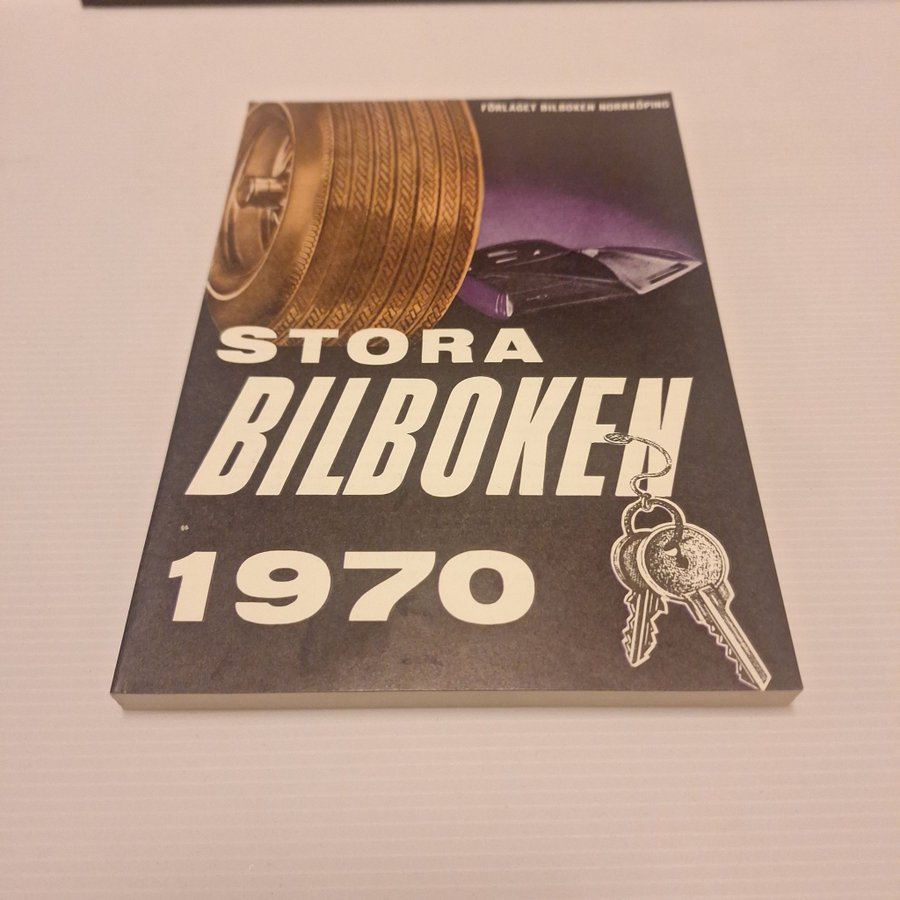 FÖRLAGET BILBOKEN NORRKÖPING
STORA
BILBOKEN
1970